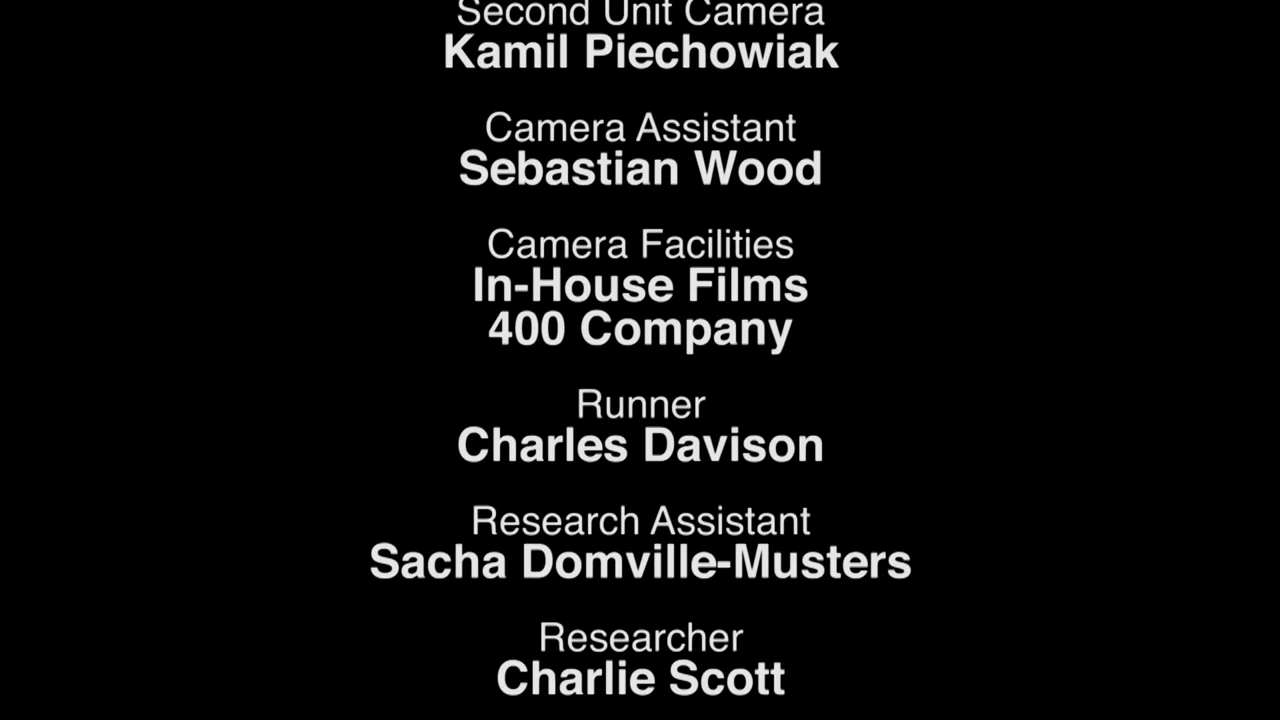 Second Unit Camera
Kamil Piechowiak
Camera Assistant
Sebastian Wood
Camera Facilities
In-House Films
400 Company
Runner
Charles Davison
Research Assistant
Sacha Domville-Musters
Researcher
Charlie Scott